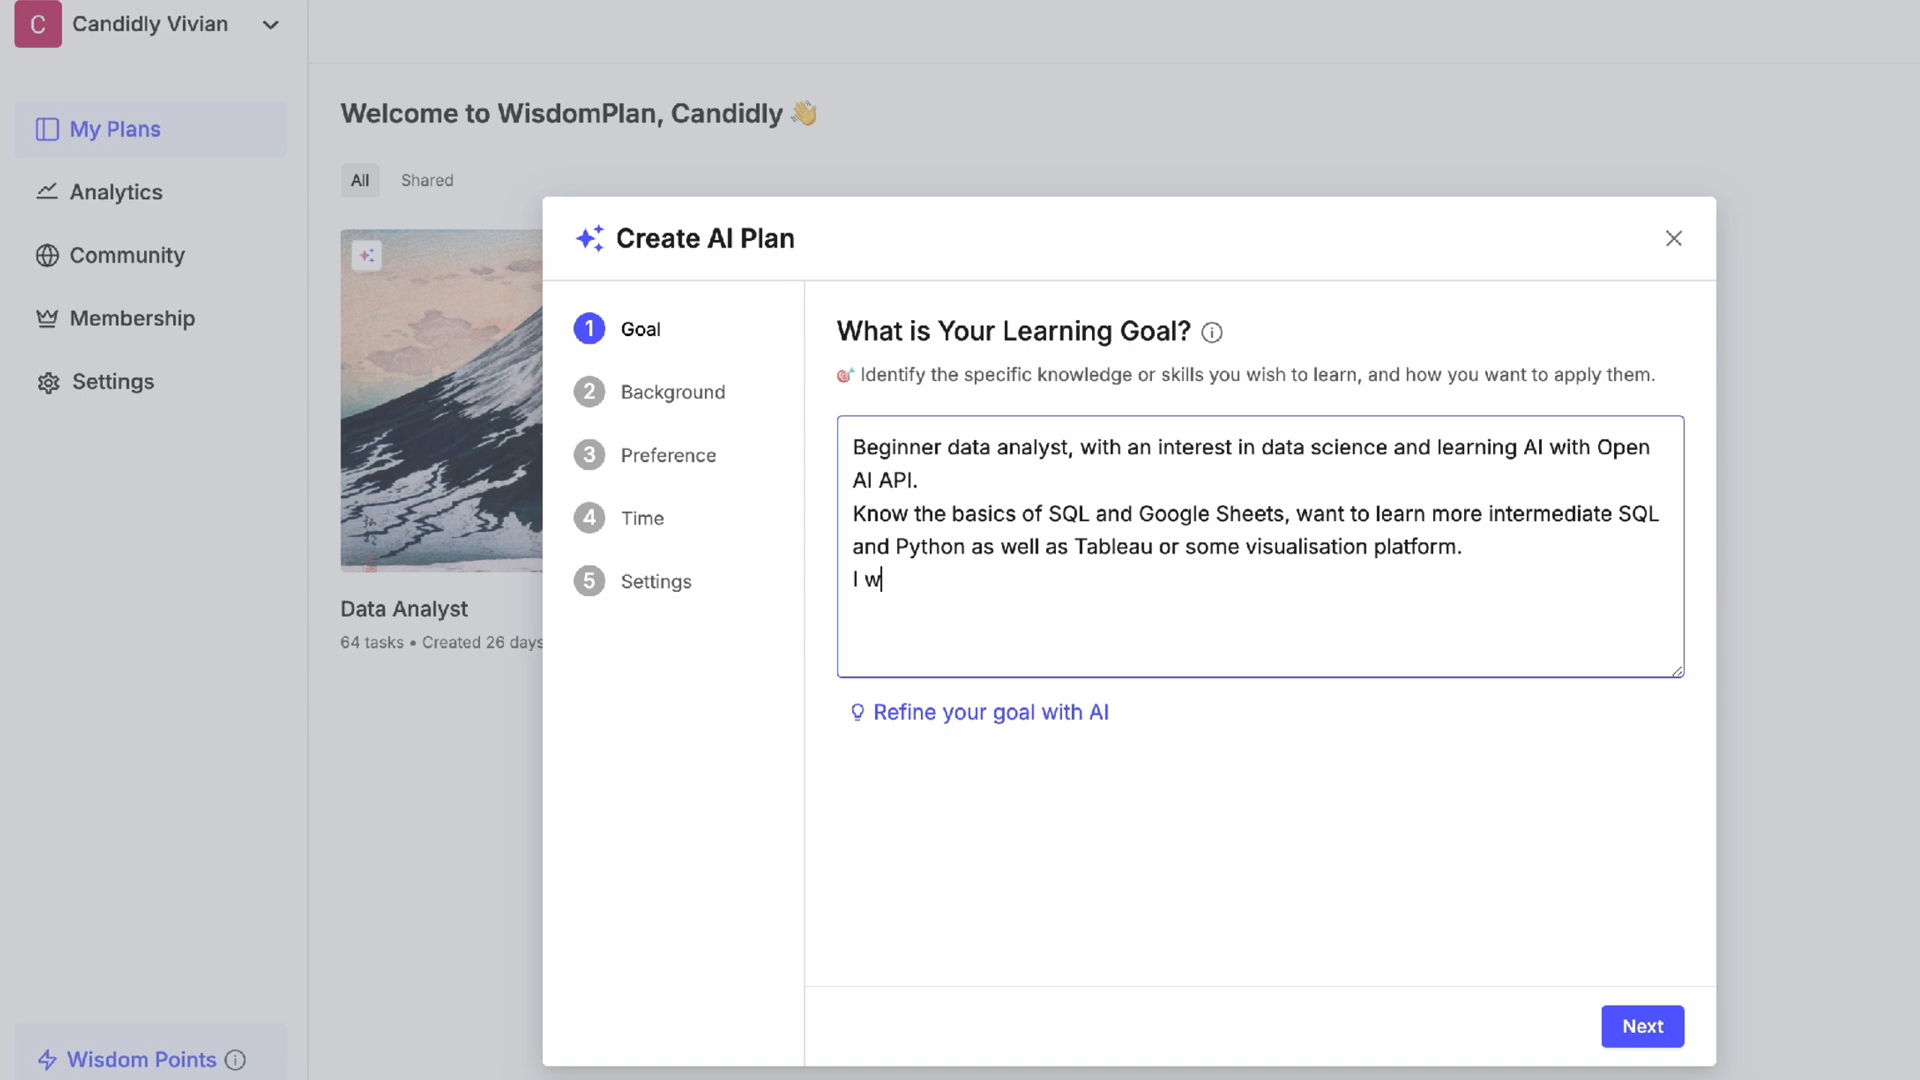 C Candidly Vivian
My Plans
Analytics
Community
Membership
Settings
Wisdom Points
Welcome to WisdomPlan, Candidly 👋
All Shared
Data Analyst
64 tasks • Created 26 days
Create AI Plan
1 Goal
2 Background
3 Preference
4 Time
5 Settings
What is Your Learning Goal?
🎯 Identify the specific knowledge or skills you wish to learn, and how you want to apply them.
Beginner data analyst, with an interest in data science and learning AI with Open
AI API.
Know the basics of SQL and Google Sheets, want to learn more intermediate SQL
and Python as well as Tableau or some visualisation platform.
I w
Refine your goal with AI
Next